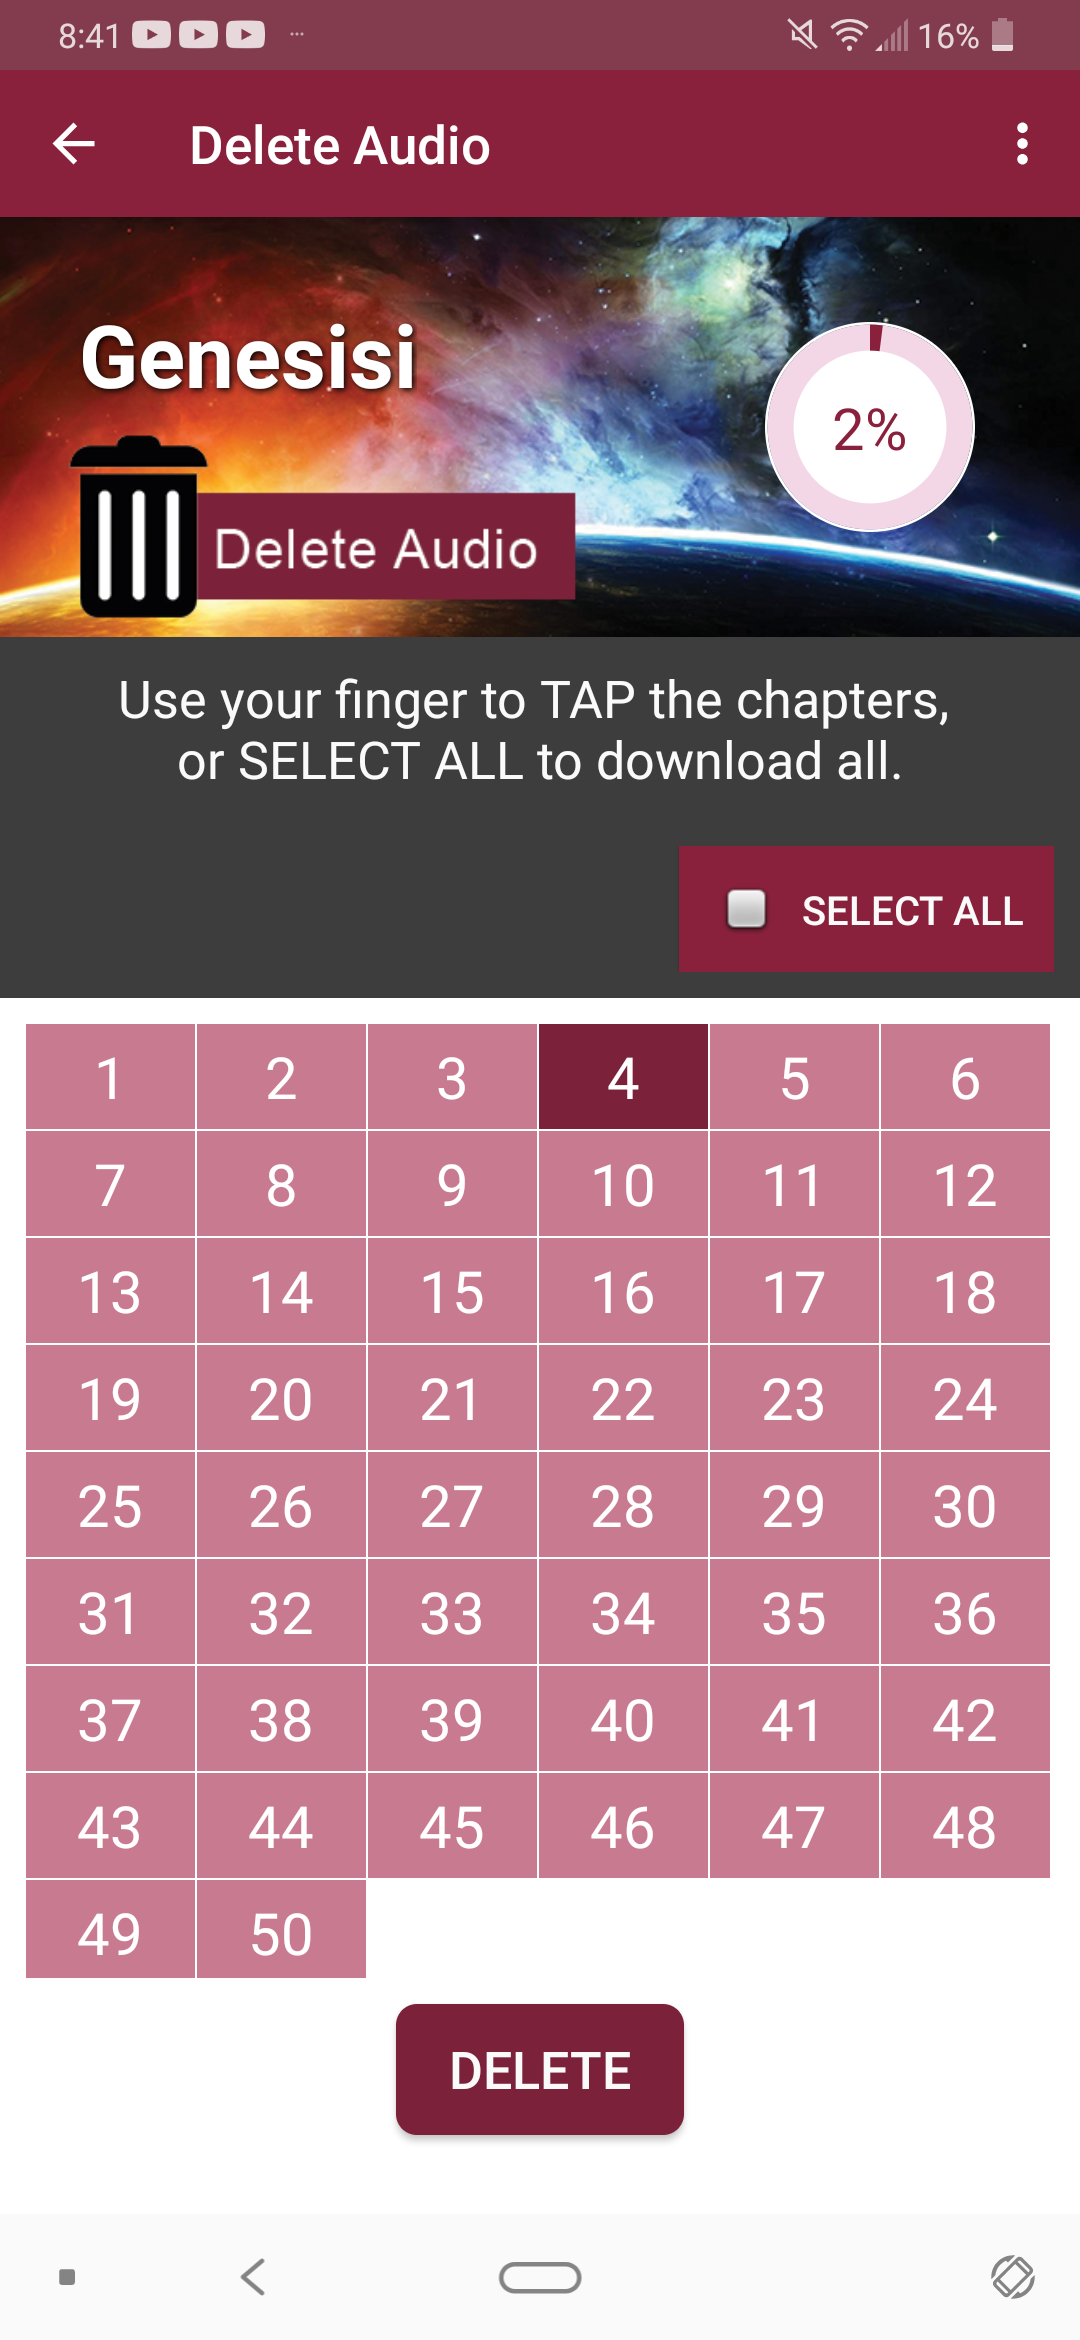 8:41 ... 16%
Delete Audio
Genesisi
2%
Delete Audio
Use your finger to TAP the chapters,
or SELECT ALL to download all.
SELECT ALL
1 2 3 4 5 6
7 8 9 10 11 12
13 14 15 16 17 18
19 20 21 22 23 24
25 26 27 28 29 30
31 32 33 34 35 36
37 38 39 40 41 42
43 44 45 46 47 48
49 50
DELETE